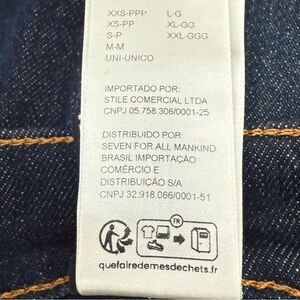 XXS-PPP L-G
XS-PP XL-GG
S-P XXL-GGG
M-M
UNI-UNICO
IMPORTADO POR:
STILE COMERCIAL LTDA
CNPJ 05.758.306/0001-25
DISTRIBUIDO POR:
SEVEN FOR ALL MANKIND
BRASIL IMPORTAÇÃO
COMÉRCIO E
DISTRIBUIÇÃO S/A
CNPJ 32.918.066/0001-51
FR
quefairedemesdechets.fr